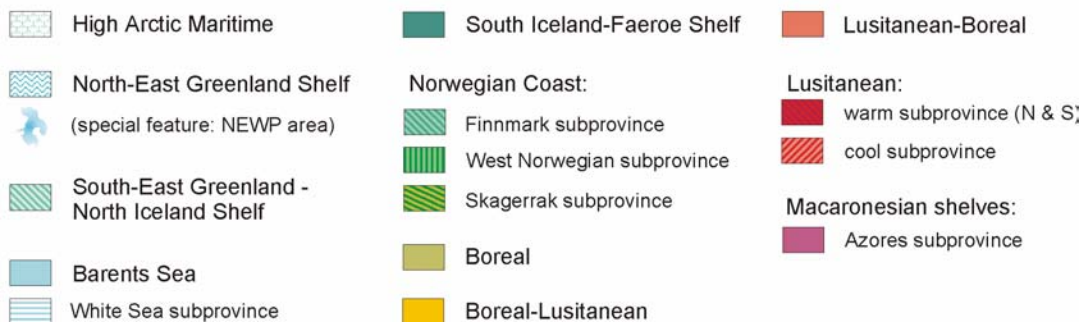 High Arctic Maritime
North-East Greenland Shelf
(special feature: NEWP area)
South-East Greenland -
North Iceland Shelf
Barents Sea
White Sea subprovince
South Iceland-Faeroe Shelf
Norwegian Coast:
Finnmark subprovince
West Norwegian subprovince
Skagerrak subprovince
Boreal
Boreal-Lusitanean
Lusitanean-Boreal
Lusitanean:
warm subprovince (N & S)
cool subprovince
Macaronesian shelves:
Azores subprovince